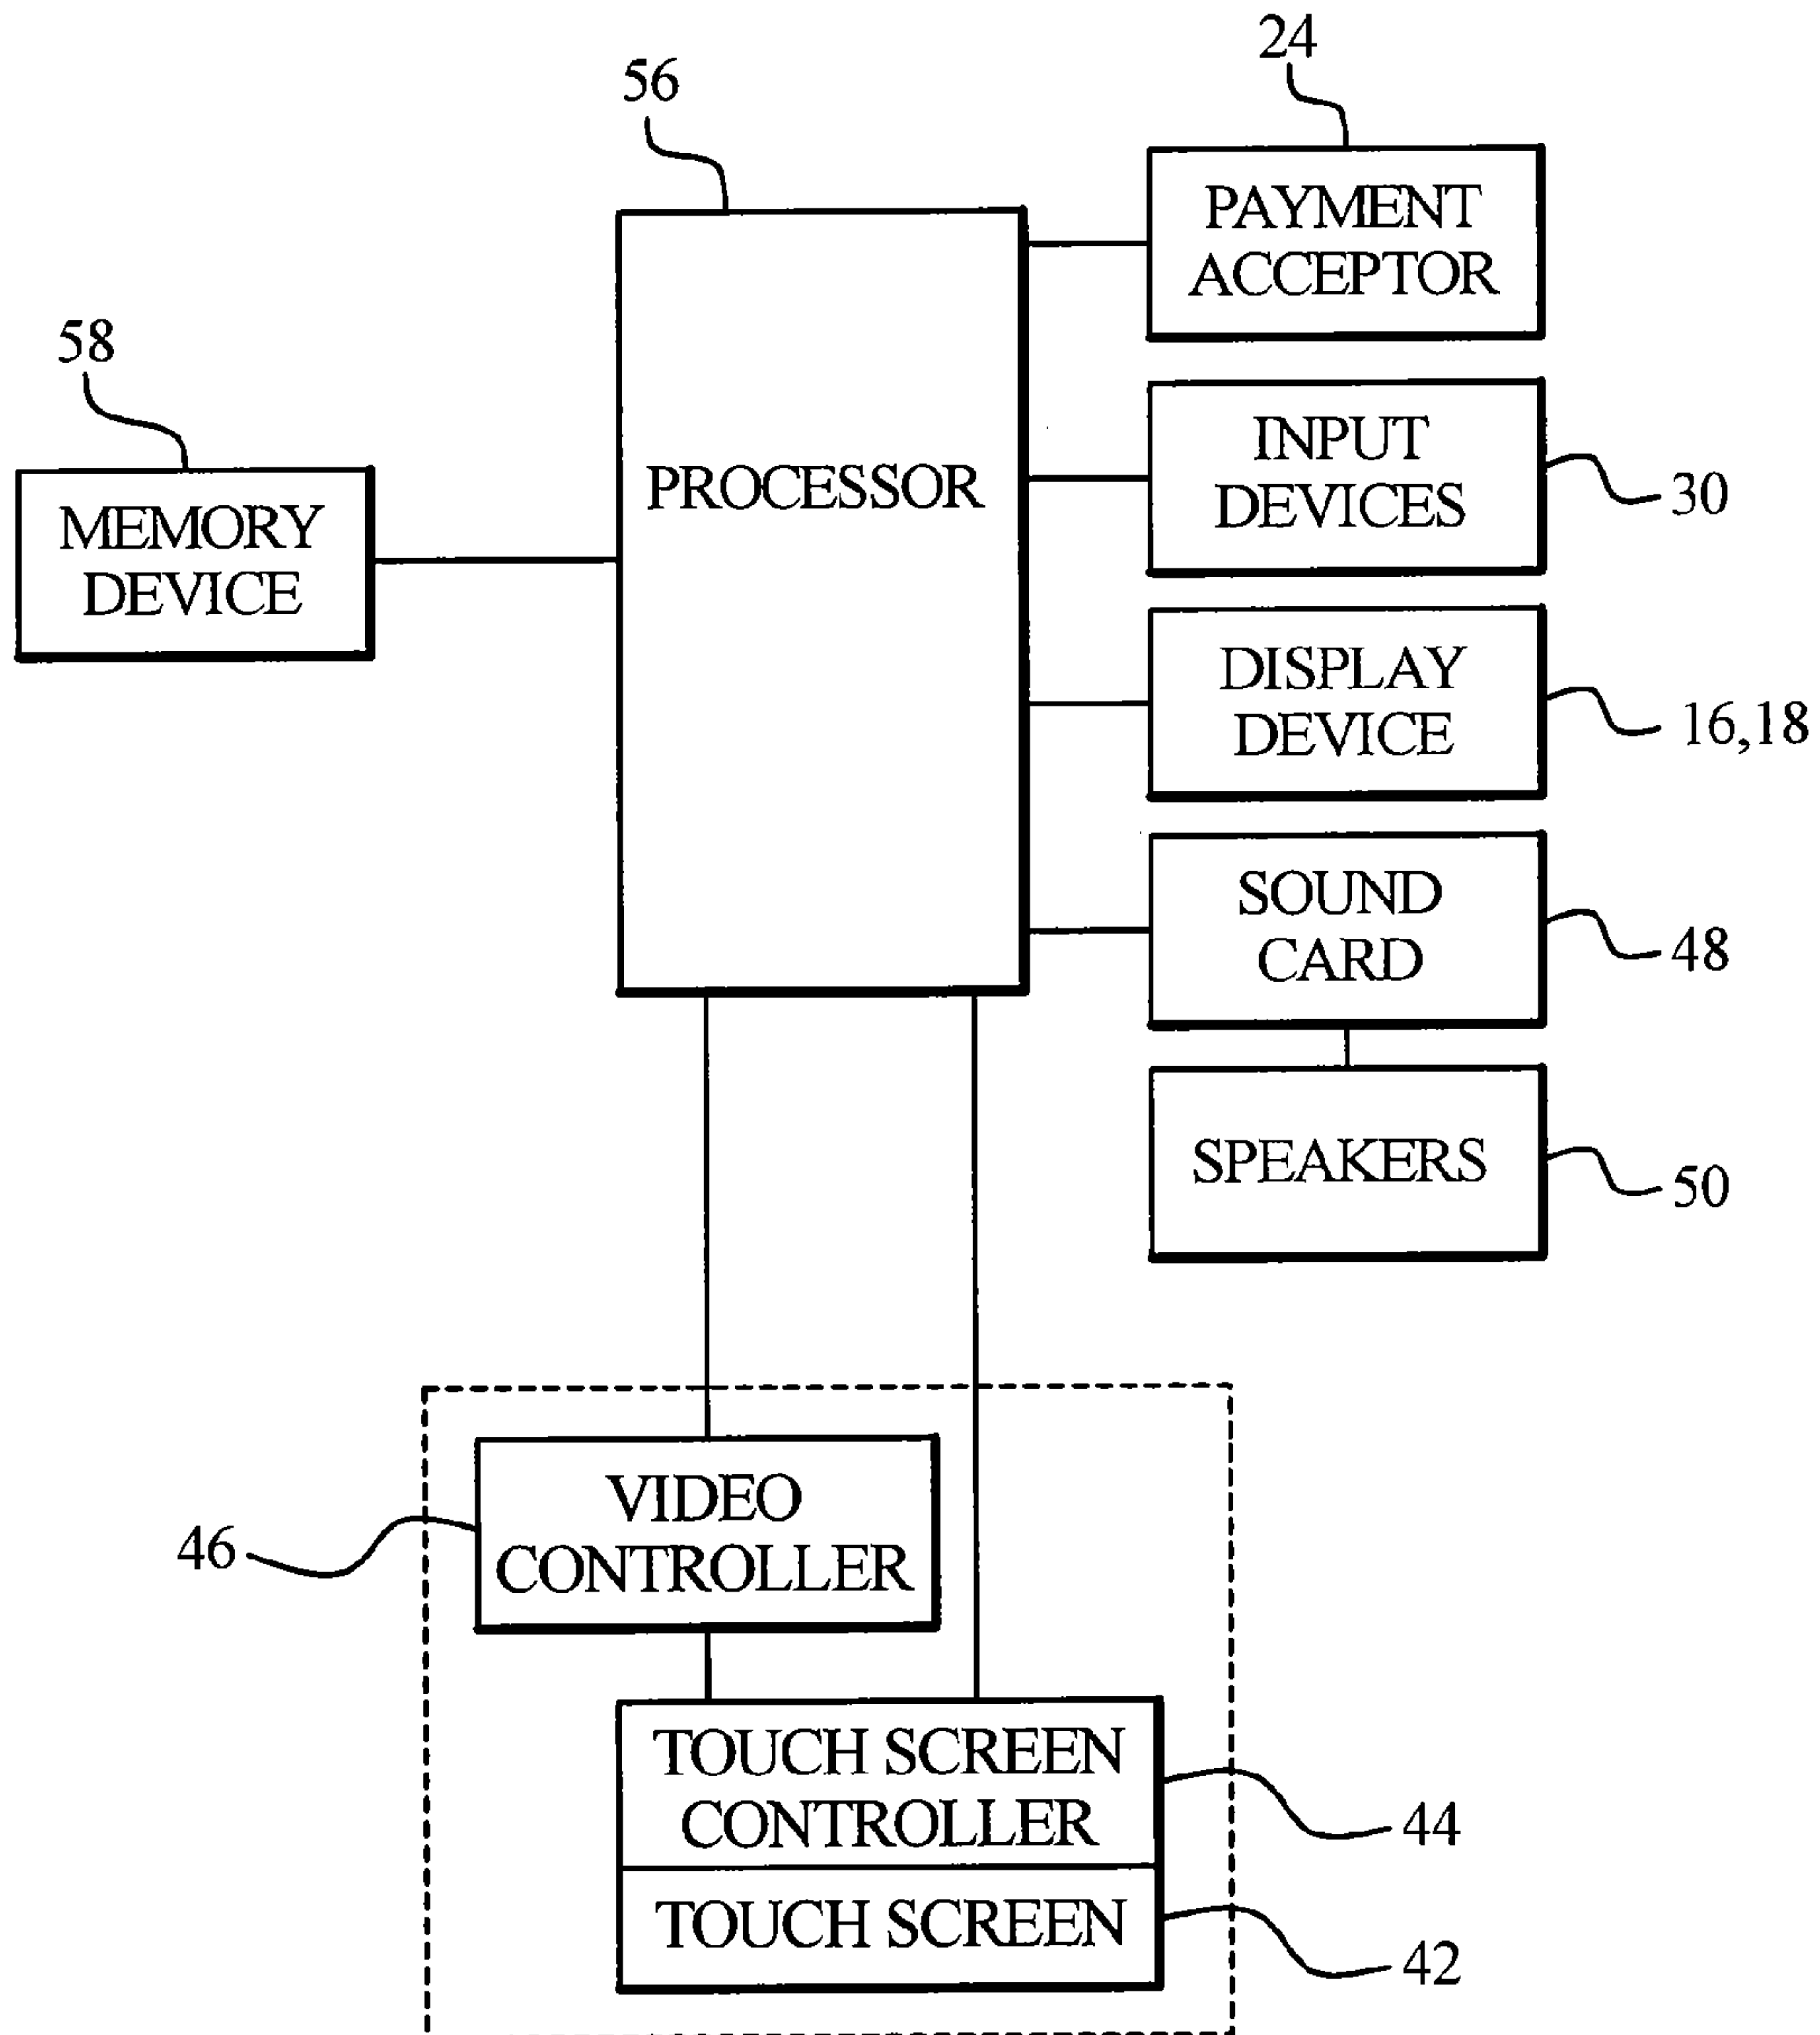 24
56
PAYMENT
ACCEPTOR
58
INPUT
DEVICES
30
PROCESSOR
MEMORY
DEVICE
DISPLAY
DEVICE
16,18
SOUND
CARD
48
SPEAKERS
50
VIDEO
CONTROLLER
46
TOUCH SCREEN
CONTROLLER
44
TOUCH SCREEN
42